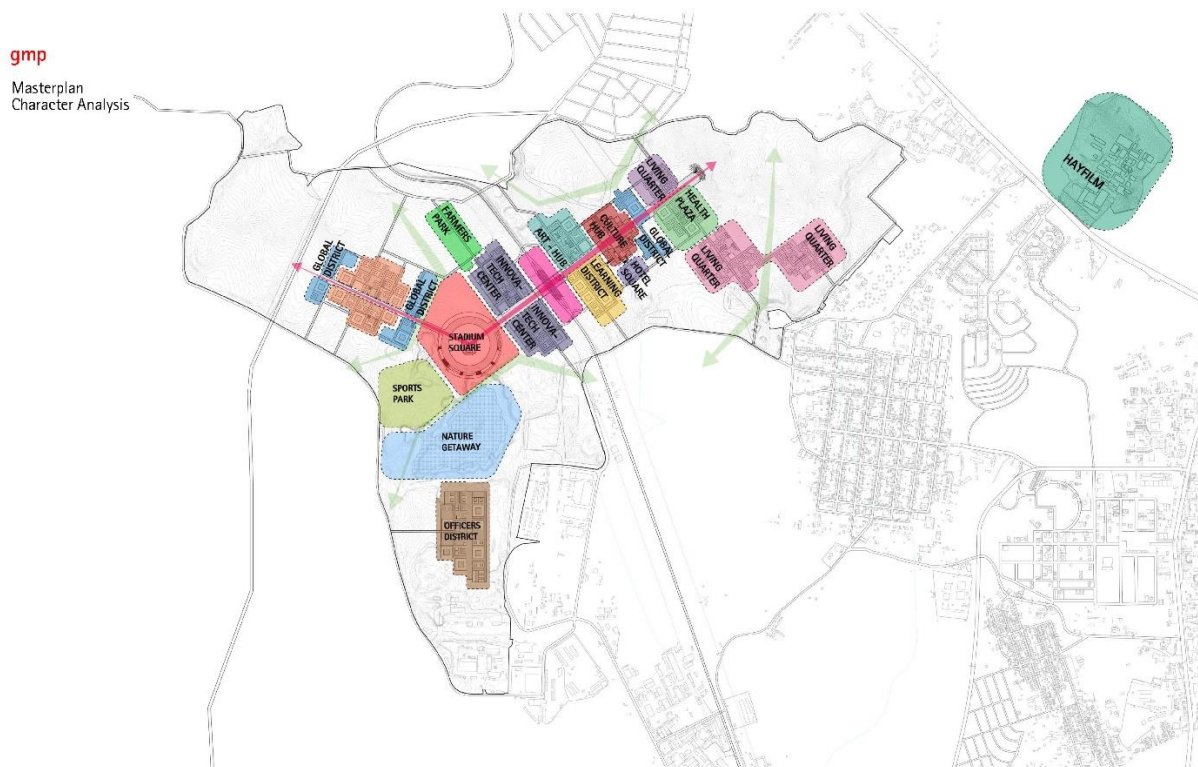 gmp
Masterplan
Character Analysis
HAYFILM
LIVING
QUARTER
HEALTH
PLAZA
FARMERS
PARK
ART - HUB
CULTURE
HUB
GLOBAL
DISTRICT
LIVING
QUARTER
LIVING
QUARTER
GLOBAL
DISTRICT
GLOBAL
DISTRICT
INNOVA-
TECH
CENTER
LEARNING
DISTRICT
HOTEL
SQUARE
INNOVA-
TECH
CENTER
STADIUM
SQUARE
SPORTS
PARK
NATURE
GETAWAY
OFFICERS
DISTRICT